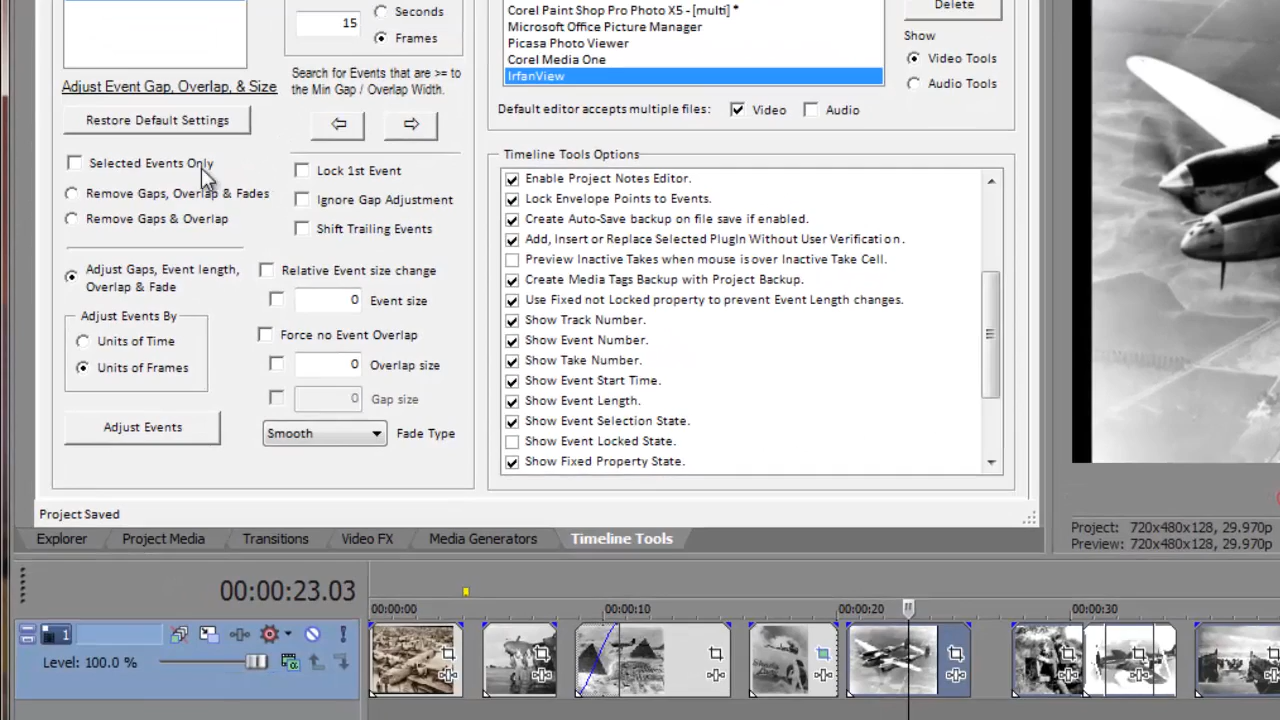 15
Seconds
Frames
Search for Events that are >= to
the Min Gap / Overlap Width.
Adjust Event Gap, Overlap, & Size
Restore Default Settings
Selected Events Only
Remove Gaps, Overlap & Fades
Remove Gaps & Overlap
Lock 1st Event
Ignore Gap Adjustment
Shift Trailing Events
Adjust Gaps, Event length,
Overlap & Fade
Relative Event size change
0 Event size
Adjust Events By
Units of Time
Units of Frames
Force no Event Overlap
0 Overlap size
0 Gap size
Adjust Events
Smooth Fade Type
Corel Paint Shop Pro Photo X5 - [multi] *
Microsoft Office Picture Manager
Picasa Photo Viewer
Corel Media One
IrfanView
Delete
Show
Video Tools
Audio Tools
Default editor accepts multiple files: Video Audio
Timeline Tools Options
Enable Project Notes Editor.
Lock Envelope Points to Events.
Create Auto-Save backup on file save if enabled.
Add, Insert or Replace Selected PlugIn Without User Verification.
Preview Inactive Takes when mouse is over Inactive Take Cell.
Create Media Tags Backup with Project Backup.
Use Fixed not Locked property to prevent Event Length changes.
Show Track Number.
Show Event Number.
Show Take Number.
Show Event Start Time.
Show Event Length.
Show Event Selection State.
Show Event Locked State.
Show Fixed Property State.
Project Saved
Explorer Project Media Transitions Video FX Media Generators Timeline Tools
Project: 720x480x128, 29.970p
Preview: 720x480x128, 29.970p
00:00:23.03
00:00:00 00:00:10 00:00:20 00:00:30
1
Level: 100.0 %